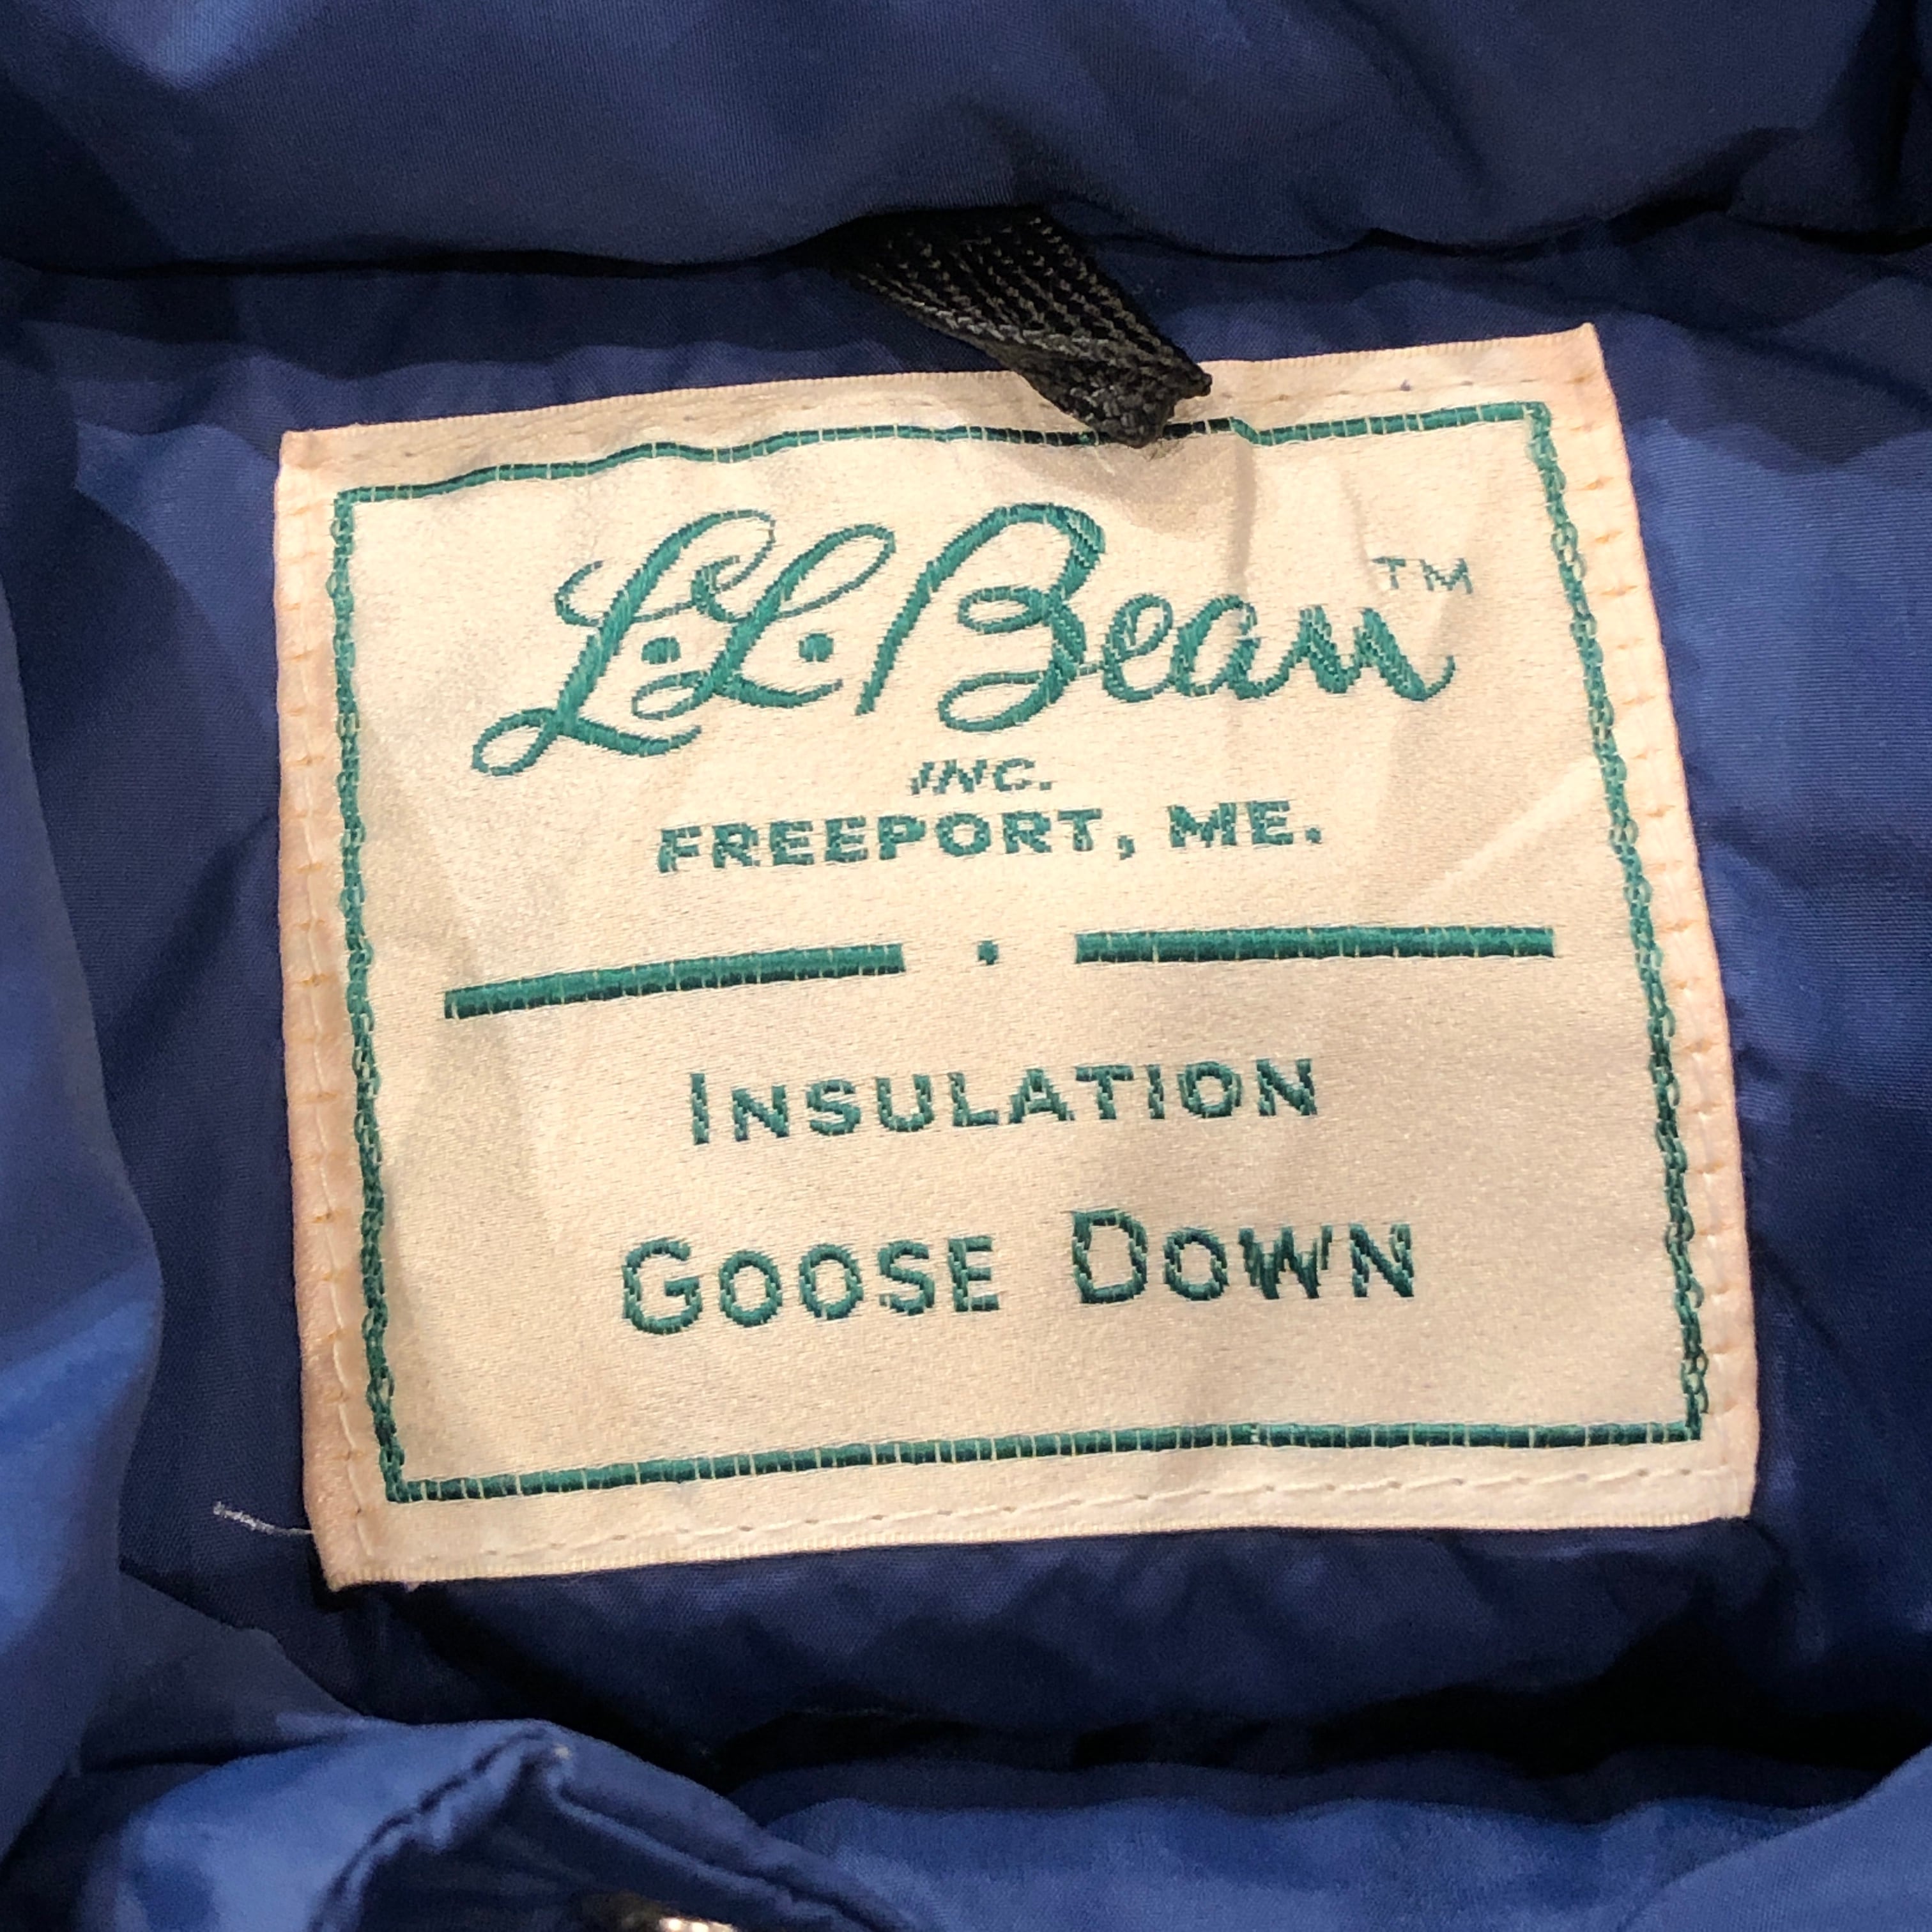 L.L.Bean™
INC.
FREEPORT, ME.
INSULATION
GOOSE DOWN